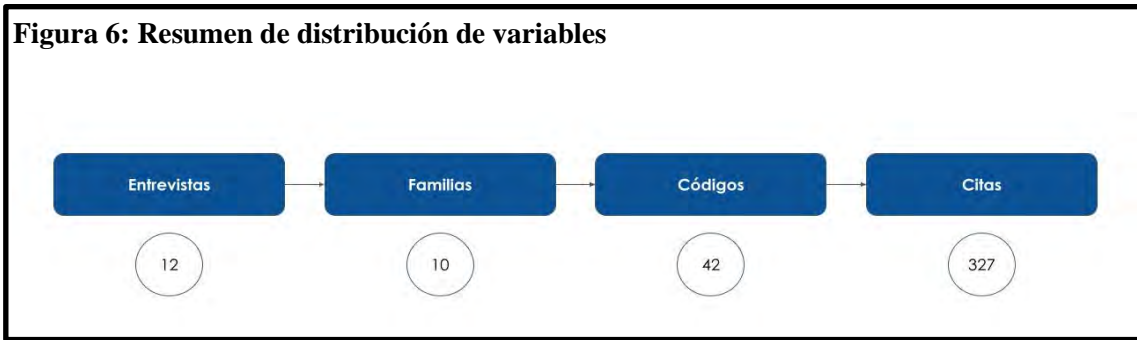 Figura 6: Resumen de distribución de variables
Entrevistas Familias Códigos Citas
12 10 42 327